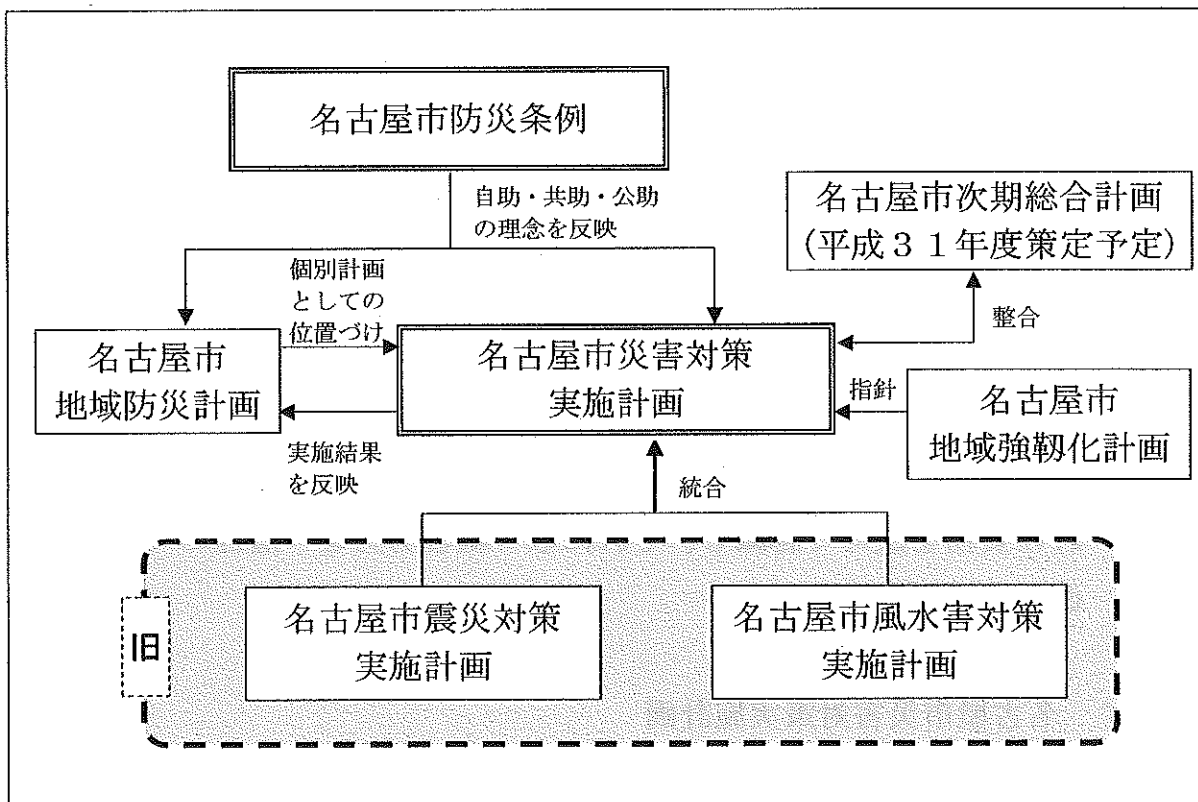 名古屋市防災条例
自助・共助・公助
の理念を反映
名古屋市次期総合計画
(平成31年度策定予定)
個別計画
としての
位置づけ
整合
名古屋市
地域防災計画
名古屋市災害対策
実施計画
指針
名古屋市
地域強靱化計画
実施結果
を反映
統合
旧
名古屋市震災対策
実施計画
名古屋市風水害対策
実施計画